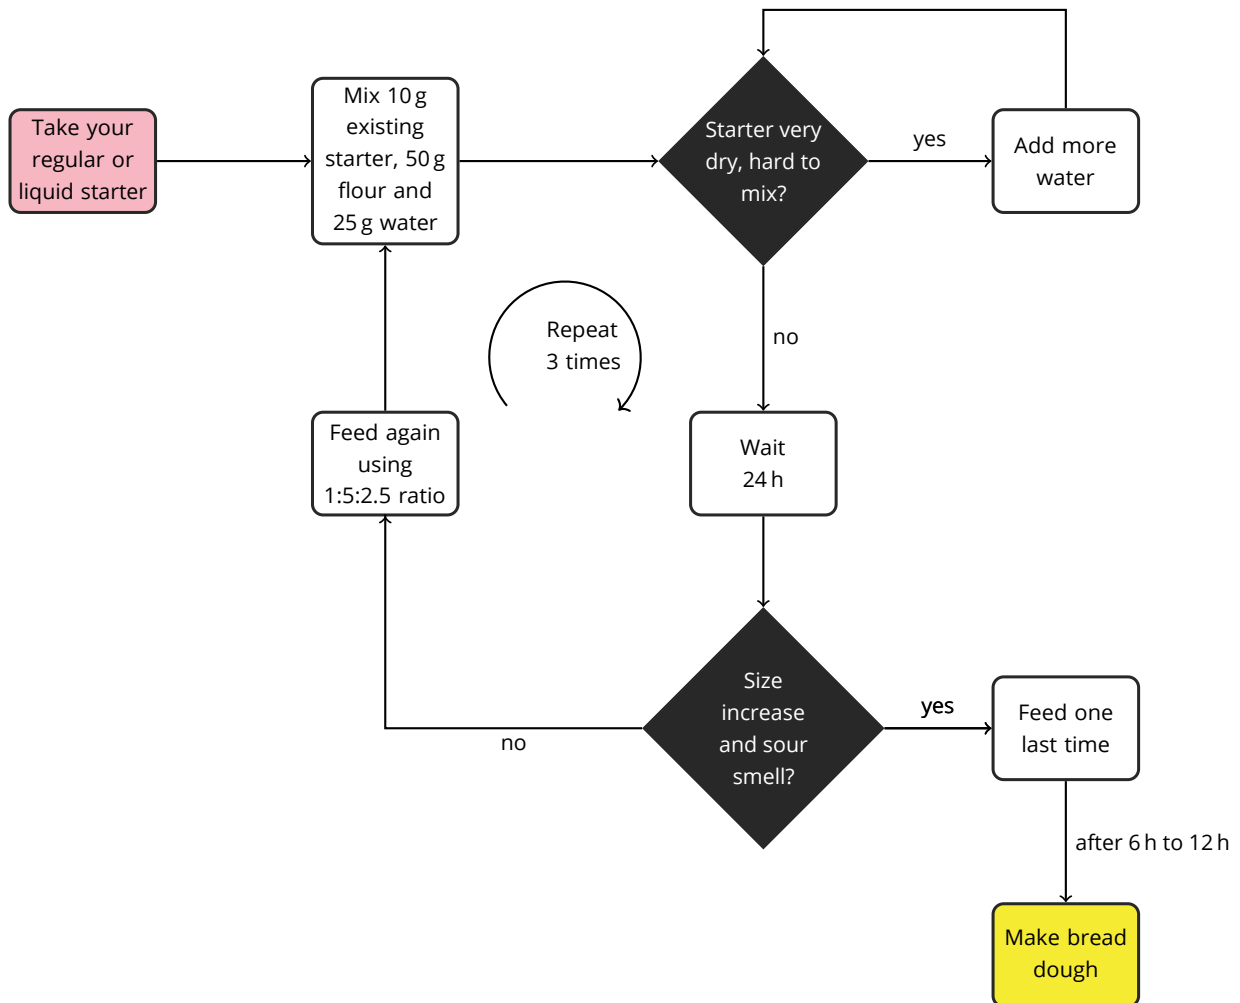 Take your
regular or
liquid starter
Mix 10 g
existing
starter, 50 g
flour and
25 g water
Starter very
dry, hard to
mix?
yes
Add more
water
no
Repeat
3 times
Feed again
using
1:5:2.5 ratio
Wait
24 h
Size
increase
and sour
smell?
yes
no
Feed one
last time
after 6 h to 12 h
Make bread
dough